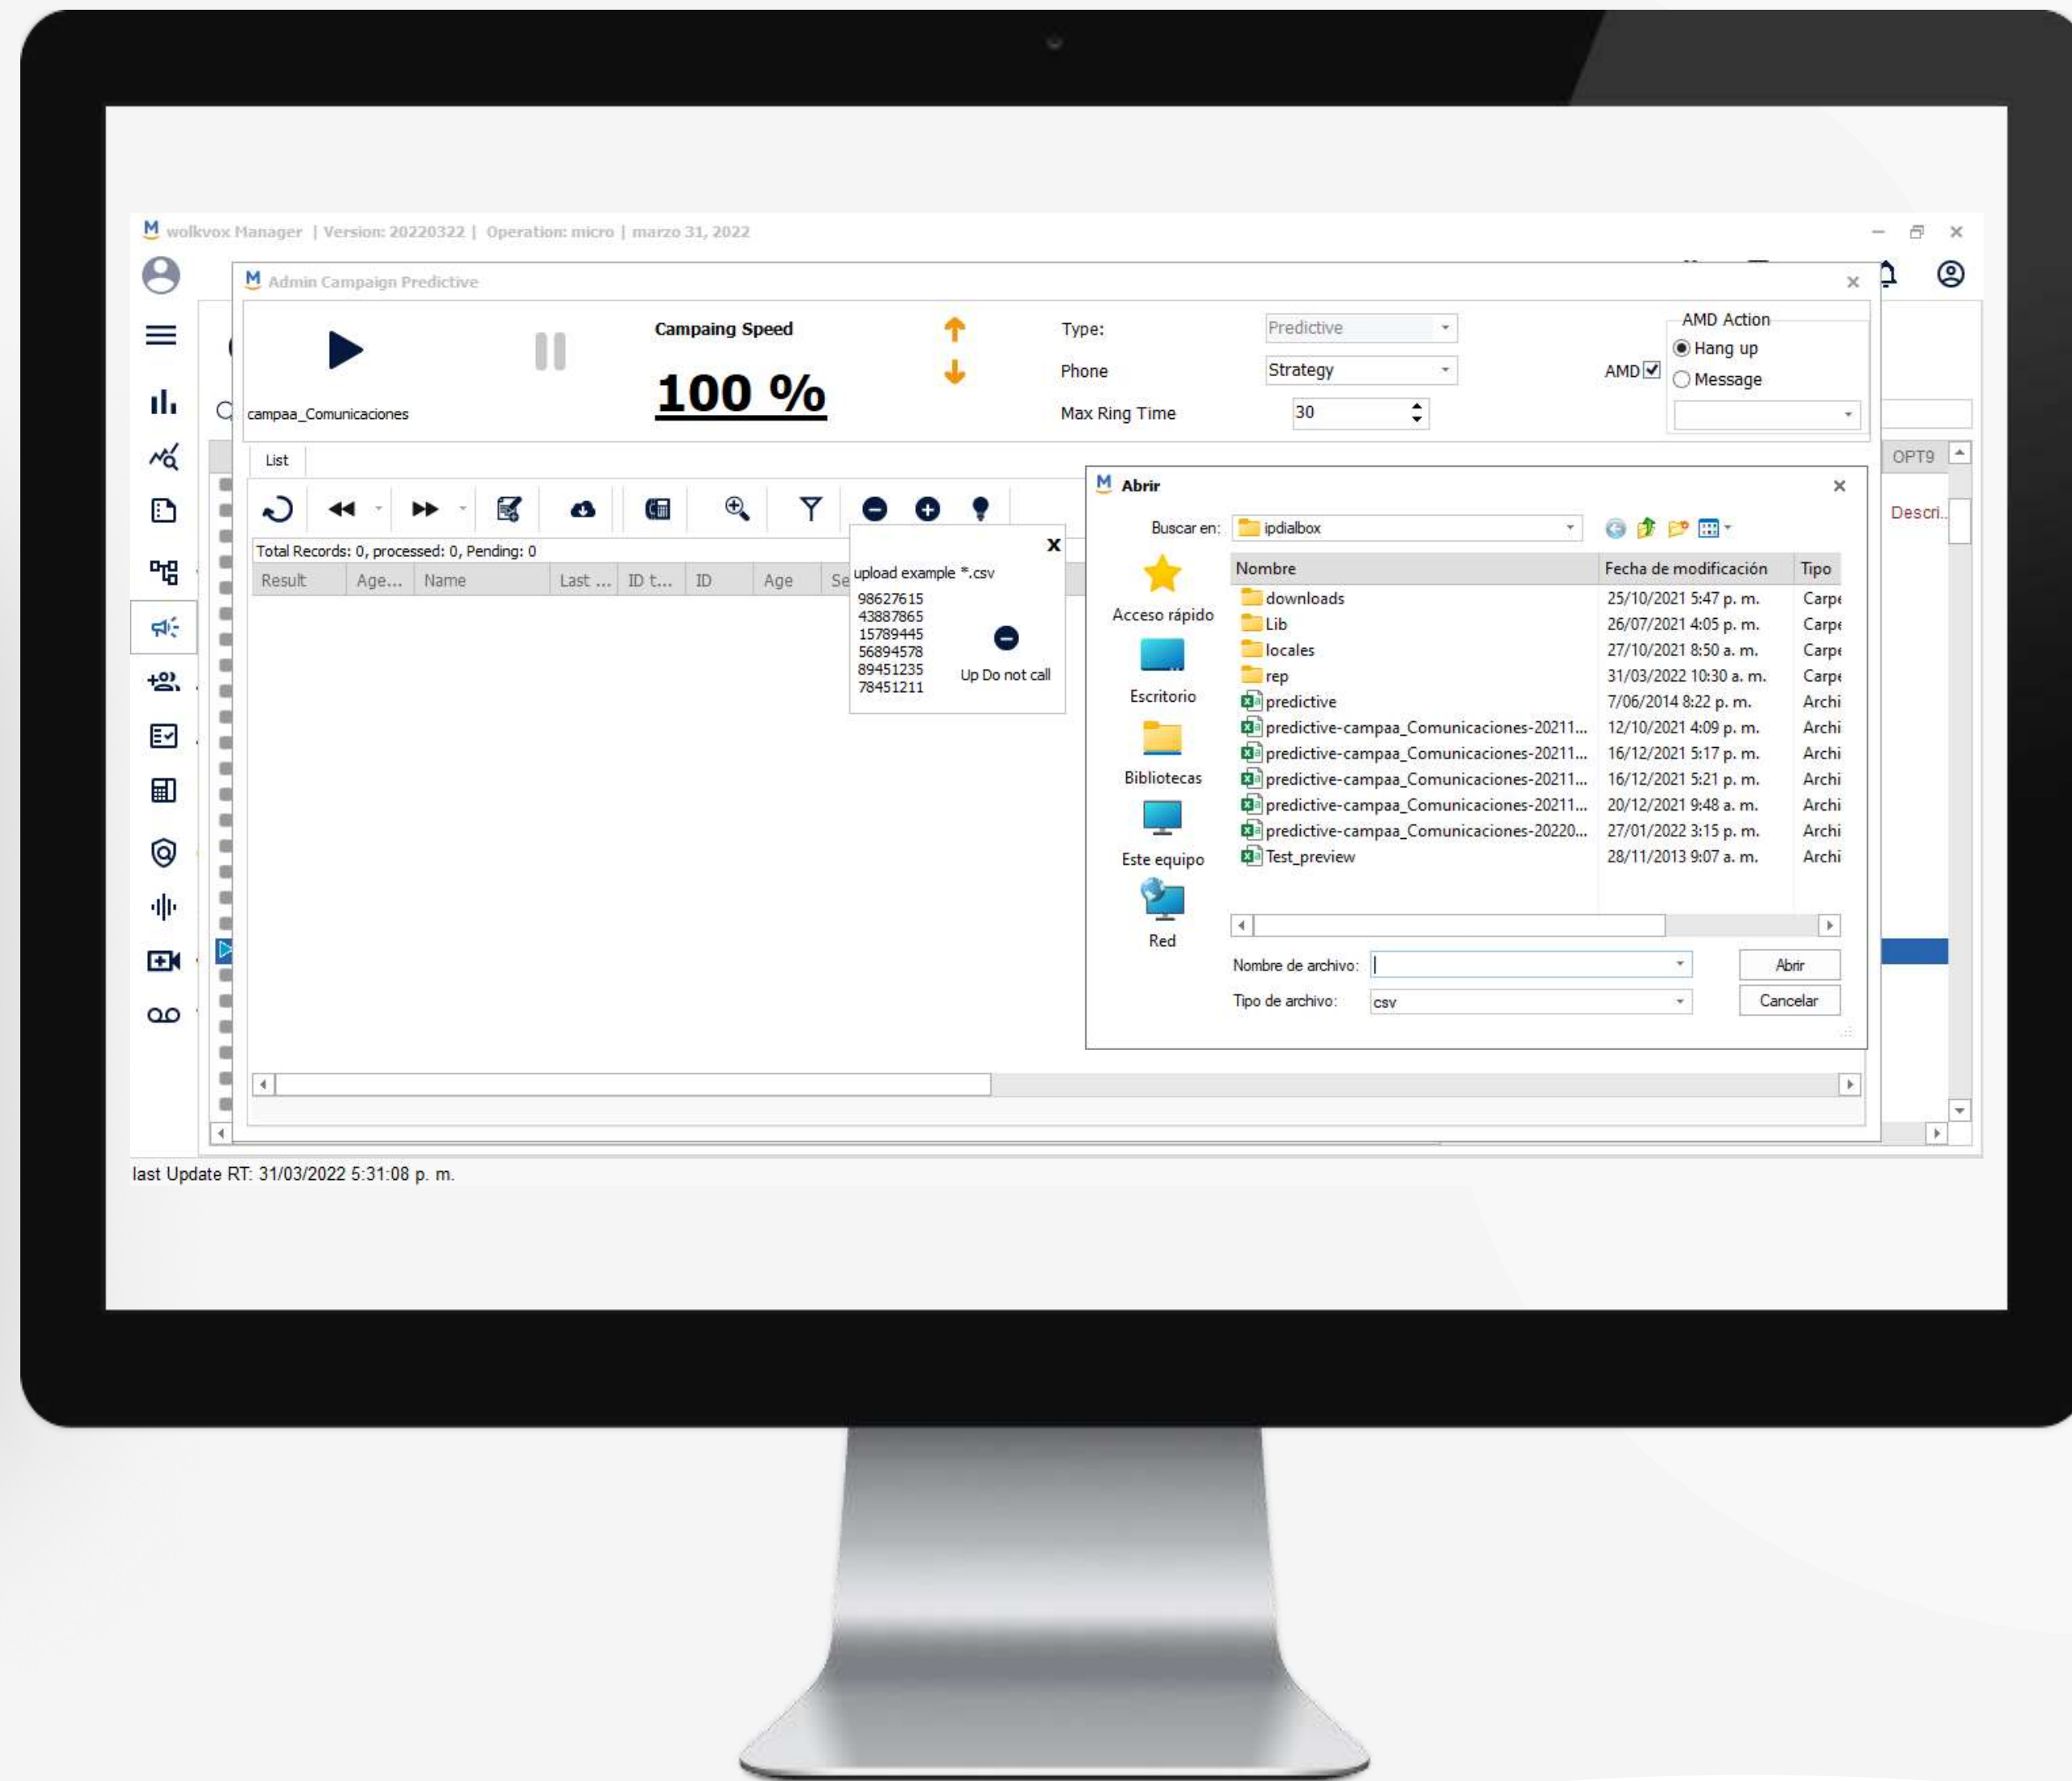 wolkvox Manager | Version: 20220322 | Operation: micro | marzo 31, 2022
Admin Campaign Predictive
campaa_Comunicaciones
Campaing Speed
100 %
Type:
Predictive
Phone
Strategy
Max Ring Time
30
AMD
AMD Action
Hang up
Message
List
OPT9
Descri..
Total Records: 0, processed: 0, Pending: 0
Result Age... Name Last ... ID t... ID Age Se
X
upload example *.csv
98627615
43887865
15789445
56894578
89451235
78451211
Up Do not call
Abrir
Buscar en: ipdialbox
Acceso rápido
Escritorio
Bibliotecas
Este equipo
Red
Nombre Fecha de modificación Tipo
downloads 25/10/2021 5:47 p. m. Carpe
Lib 26/07/2021 4:05 p. m. Carpe
locales 27/10/2021 8:50 a. m. Carpe
rep 31/03/2022 10:30 a. m. Carpe
predictive 7/06/2014 8:22 p. m. Archi
predictive-campaa_Comunicaciones-20211... 12/10/2021 4:09 p. m. Archi
predictive-campaa_Comunicaciones-20211... 16/12/2021 5:17 p. m. Archi
predictive-campaa_Comunicaciones-20211... 16/12/2021 5:21 p. m. Archi
predictive-campaa_Comunicaciones-20211... 20/12/2021 9:48 a. m. Archi
predictive-campaa_Comunicaciones-20220... 27/01/2022 3:15 p. m. Archi
Test_preview 28/11/2013 9:07 a. m. Archi
Nombre de archivo: Abrir
Tipo de archivo: csv Cancelar
last Update RT: 31/03/2022 5:31:08 p. m.